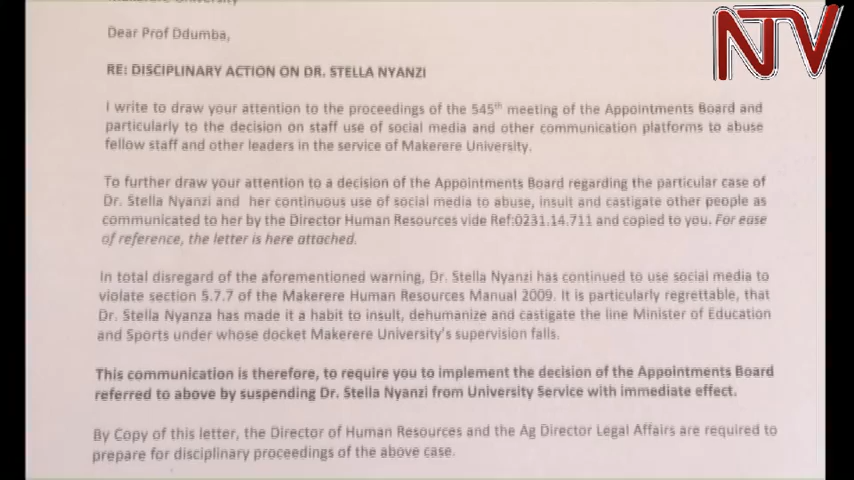 Makerere University
Dear Prof Ddumba,
RE: DISCIPLINARY ACTION ON DR. STELLA NYANZI
I write to draw your attention to the proceedings of the 545th meeting of the Appointments Board and
particularly to the decision on staff use of social media and other communication platforms to abuse
fellow staff and other leaders in the service of Makerere University.
To further draw your attention to a decision of the Appointments Board regarding the particular case of
Dr. Stella Nyanzi and her continuous use of social media to abuse, insult and castigate other people as
communicated to her by the Director Human Resources vide Ref:0231.14.711 and copied to you. For ease
of reference, the letter is here attached.
In total disregard of the aforementioned warning, Dr. Stella Nyanzi has continued to use social media to
violate section 5.7.7 of the Makerere Human Resources Manual 2009. It is particularly regrettable, that
Dr. Stella Nyanza has made it a habit to insult, dehumanize and castigate the line Minister of Education
and Sports under whose docket Makerere University's supervision falls.
This communication is therefore, to require you to implement the decision of the Appointments Board
referred to above by suspending Dr. Stella Nyanzi from University Service with immediate effect.
By Copy of this letter, the Director of Human Resources and the Ag Director Legal Affairs are required to
prepare for disciplinary proceedings of the above case.
NTV